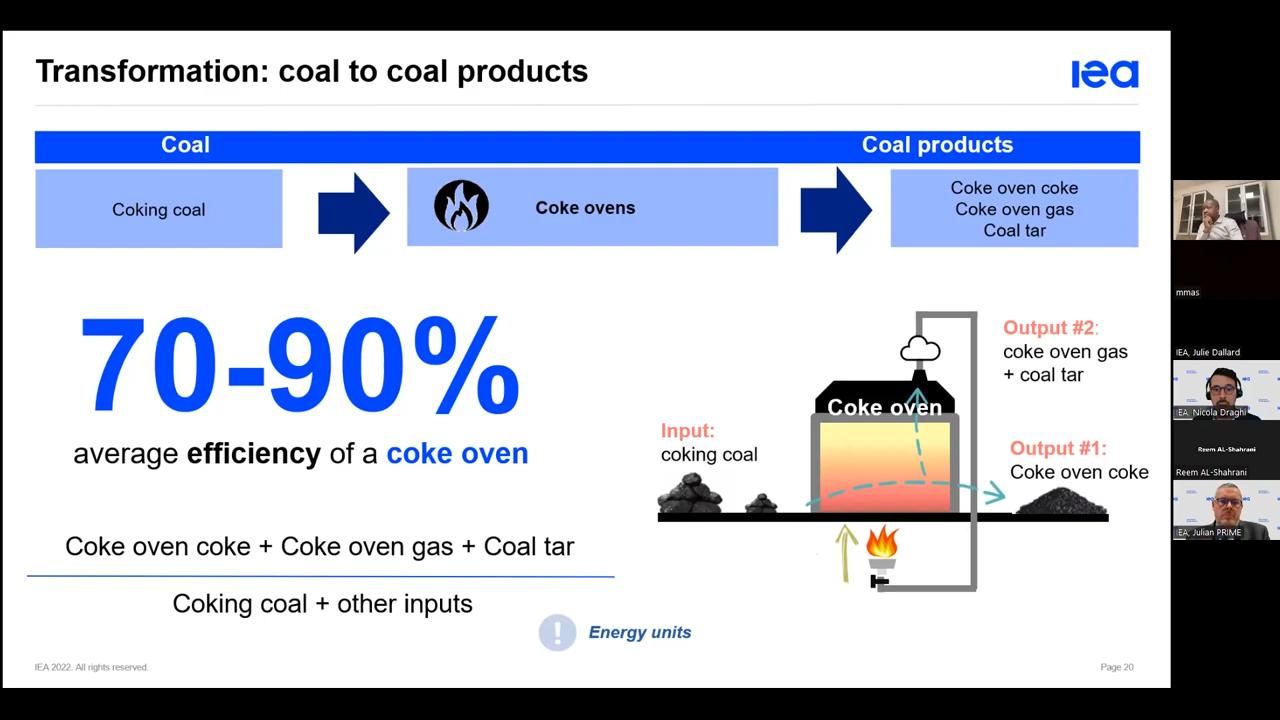 Transformation: coal to coal products
iea
Coal
Coal products
Coking coal
Coke ovens
Coke oven coke
Coke oven gas
Coal tar
70-90%
average efficiency of a coke oven
Coke oven coke + Coke oven gas + Coal tar
Coking coal + other inputs
! Energy units
Input:
coking coal
Coke oven
Output #2:
coke oven gas
+ coal tar
Output #1:
Coke oven coke
IEA 2022. All rights reserved.
Page 20
mmas
IEA, Julie Dallard
IEA, Nicola Draghi
Reem AL-Shahrani
Reem AL-Shahrani
IEA, Julian PRIME